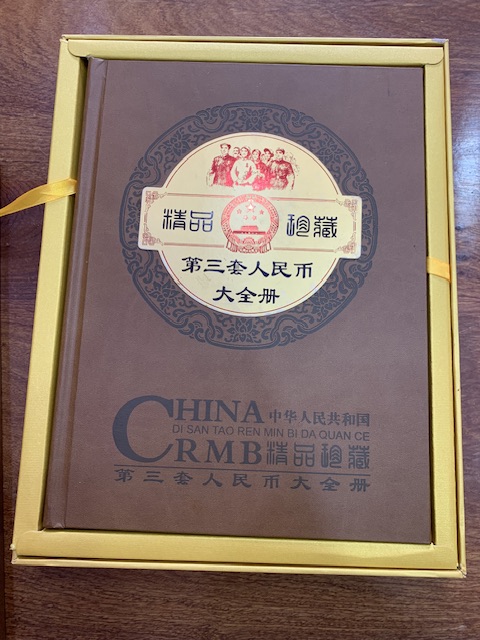 精品 珍藏
第三套人民币
大全册
CHINA 中华人民共和国
DI SAN TAO REN MIN BI DA QUAN CE
CRMB 精品珍藏
第三套人民币大全册